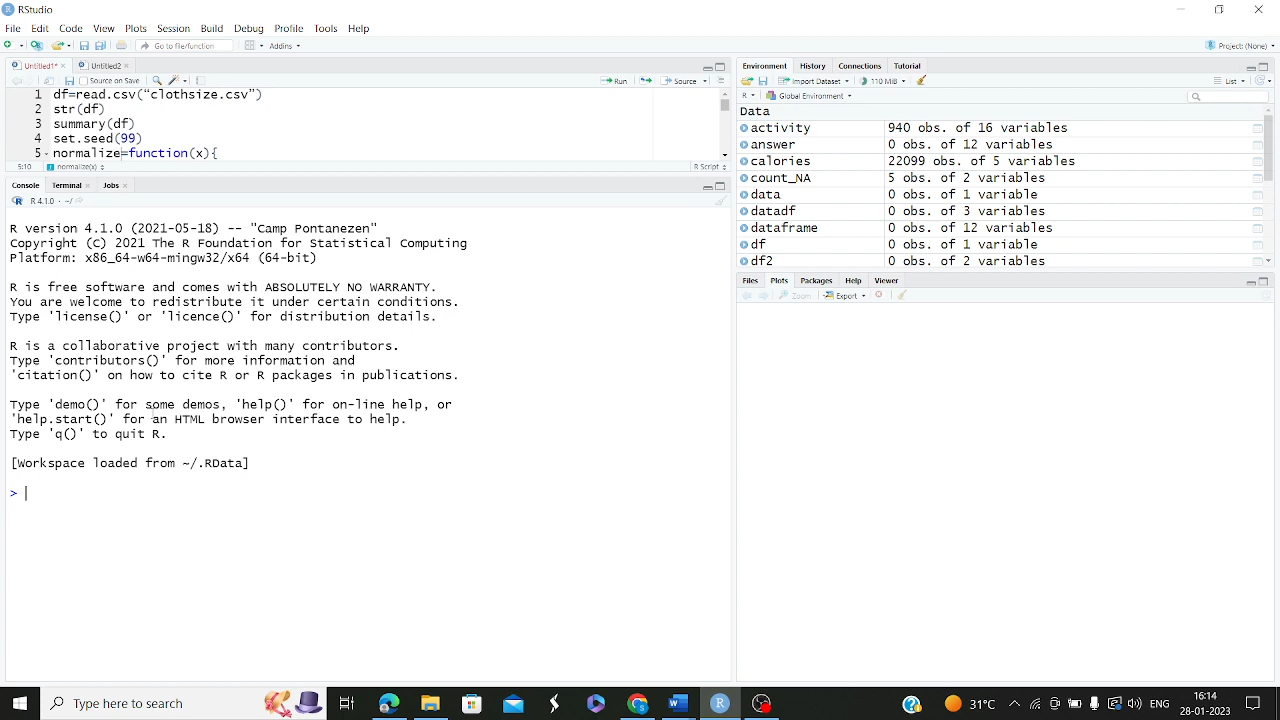 RStudio
File Edit Code View Plots Session Build Debug Profile Tools Help
Go to file/function Addins Project: (None)
Untitled1* Untitled2
Source on Save Run Source
1 df=read.csv(“clothsize.csv”)
2 str(df)
3 summary(df)
4 set.seed(99)
5 normalize=function(x){
5:10 normalize(x) R Script
Console Terminal Jobs
R 4.1.0 · ~/
R version 4.1.0 (2021-05-18) -- "Camp Pontanezen"
Copyright (C) 2021 The R Foundation for Statistical Computing
Platform: x86_64-w64-mingw32/x64 (64-bit)
R is free software and comes with ABSOLUTELY NO WARRANTY.
You are welcome to redistribute it under certain conditions.
Type 'license()' or 'licence()' for distribution details.
R is a collaborative project with many contributors.
Type 'contributors()' for more information and
'citation()' on how to cite R or R packages in publications.
Type 'demo()' for some demos, 'help()' for on-line help, or
'help.start()' for an HTML browser interface to help.
Type 'q()' to quit R.
[Workspace loaded from ~/.RData]
>
Environment History Connections Tutorial
Import Dataset 110 MiB List
R Global Environment
Data
activity 940 obs. of 16 variables
answer 0 obs. of 12 variables
calories 22099 obs. of 5 variables
count_NA 5 obs. of 2 variables
data 0 obs. of 1 variable
datadf 0 obs. of 3 variables
dataframe 0 obs. of 12 variables
df 0 obs. of 1 variable
df2 0 obs. of 2 variables
Files Plots Packages Help Viewer
Zoom Export
Type here to search
31°C ENG 16:14
28-01-2023